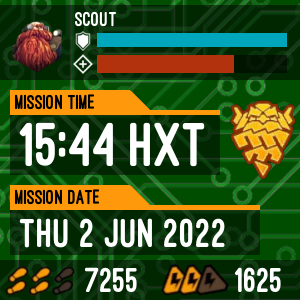 SCOUT
MISSION TIME
15:44 HXT
MISSION DATE
THU 2 JUN 2022
7255 1625